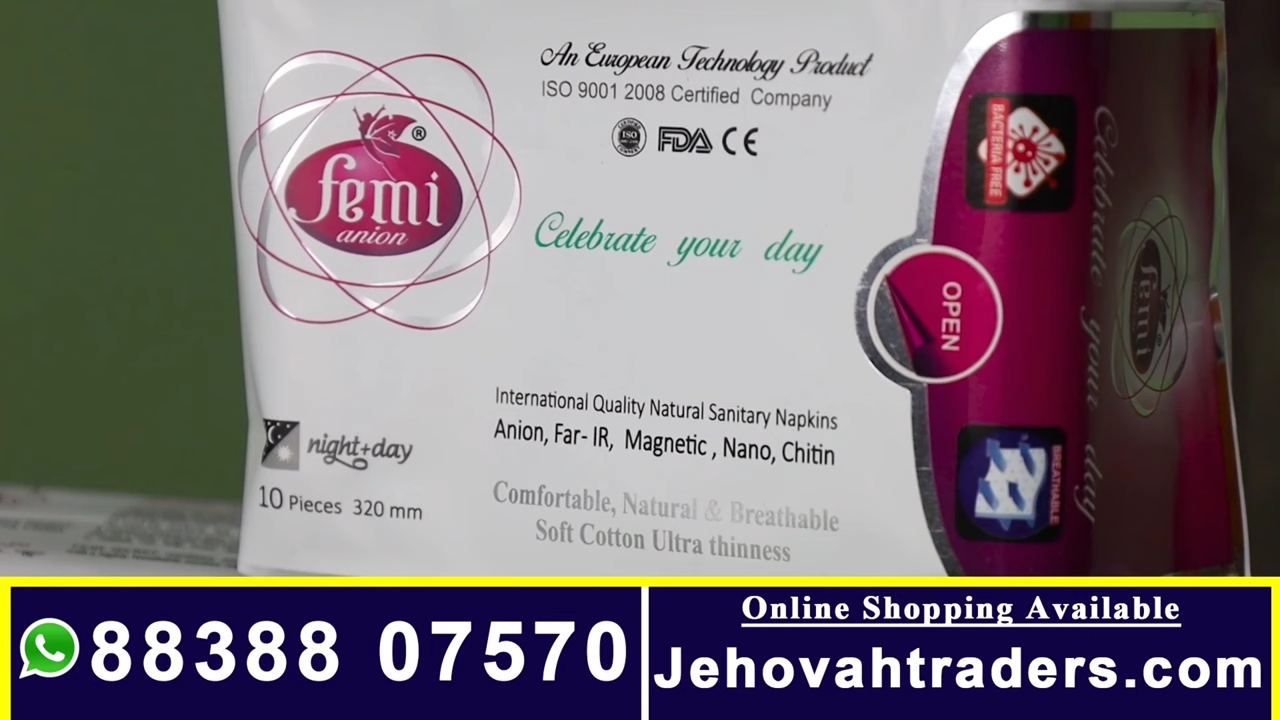 An European Technology Product
ISO 9001 2008 Certified Company
ISO FDA CE
femi®
anion
Celebrate your day
International Quality Natural Sanitary Napkins
Anion, Far- IR, Magnetic , Nano, Chitin
night+day
10 Pieces 320 mm
Comfortable, Natural & Breathable
Soft Cotton Ultra thinness
BACTERIA FREE
OPEN
BREATHABLE
Celebrate your day
femi®
88388 07570
Online Shopping Available
Jehovahtraders.com